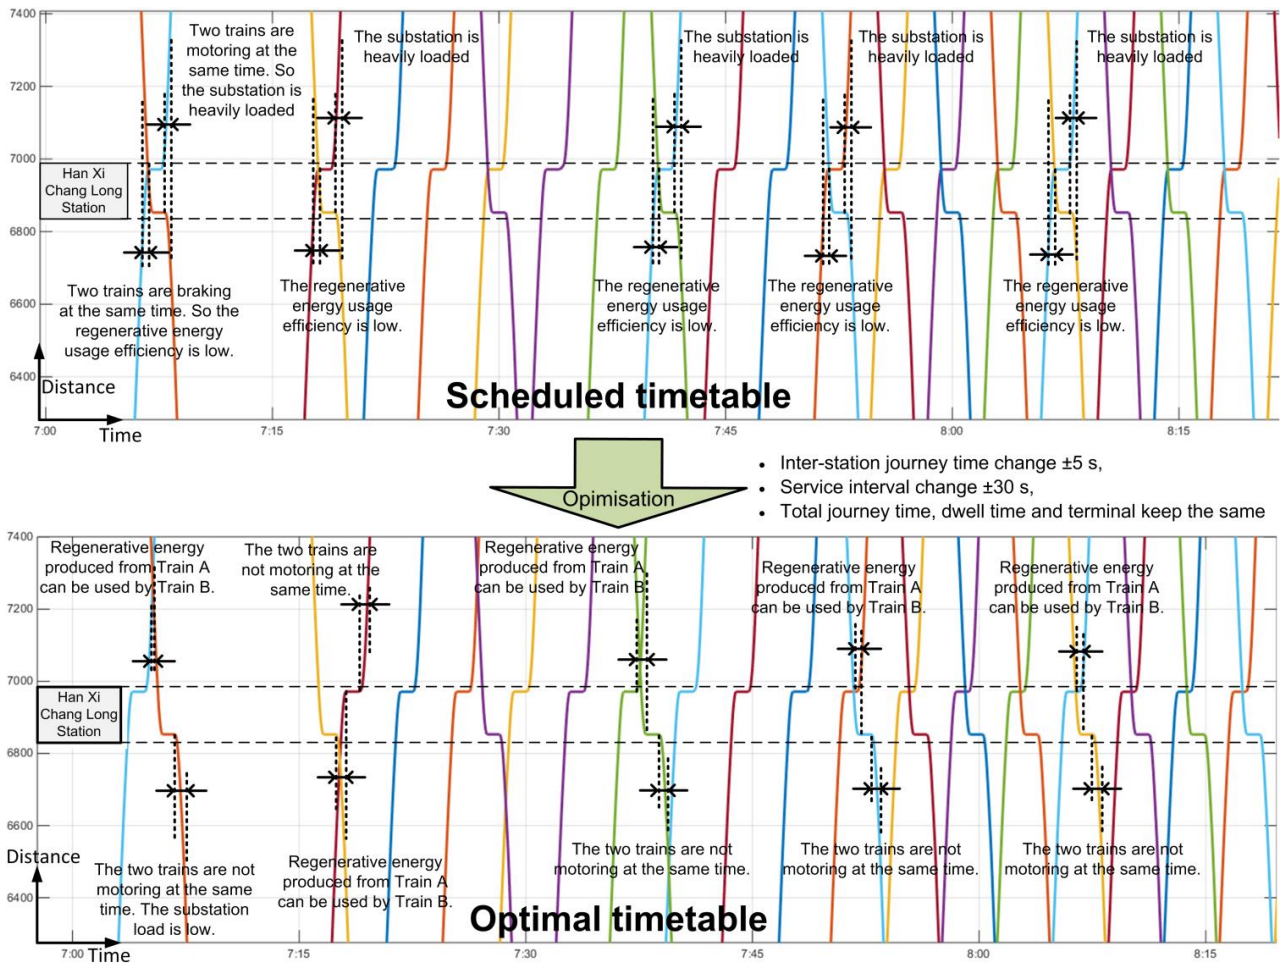 7400
Two trains are
motoring at the
same time. So
the substation is
heavily loaded
The substation is
heavily loaded
The substation is
heavily loaded
The substation is
heavily loaded
The substation is
heavily loaded
7200
7000
Han Xi
Chang Long
Station
6800
Two trains are braking
at the same time. So the
regenerative energy
usage efficiency is low.
The regenerative
energy usage
efficiency is low.
The regenerative
energy usage
efficiency is low.
The regenerative
energy usage
efficiency is low.
The regenerative
energy usage
efficiency is low.
6600
6400
Distance
Scheduled timetable
7:00
7:15
7:30
7:45
8:00
8:15
Time
Opimisation
• Inter-station journey time change ±5 s,
• Service interval change ±30 s,
• Total journey time, dwell time and terminal keep the same
7400
Regenerative energy
produced from Train A
can be used by Train B.
The two trains are
not motoring at the
same time.
Regenerative energy
produced from Train A
can be used by Train B.
Regenerative energy
produced from Train A
can be used by Train B.
Regenerative energy
produced from Train A
can be used by Train B.
7200
7000
Han Xi
Chang Long
Station
6800
6600
Distance
The two trains are not
motoring at the same
time. The substation
load is low.
Regenerative energy
produced from Train A
can be used by Train B.
The two trains are not
motoring at the same time.
The two trains are not
motoring at the same time.
The two trains are not
motoring at the same time.
6400
Optimal timetable
7:00
Time
7:15
7:30
7:45
8:00
8:15